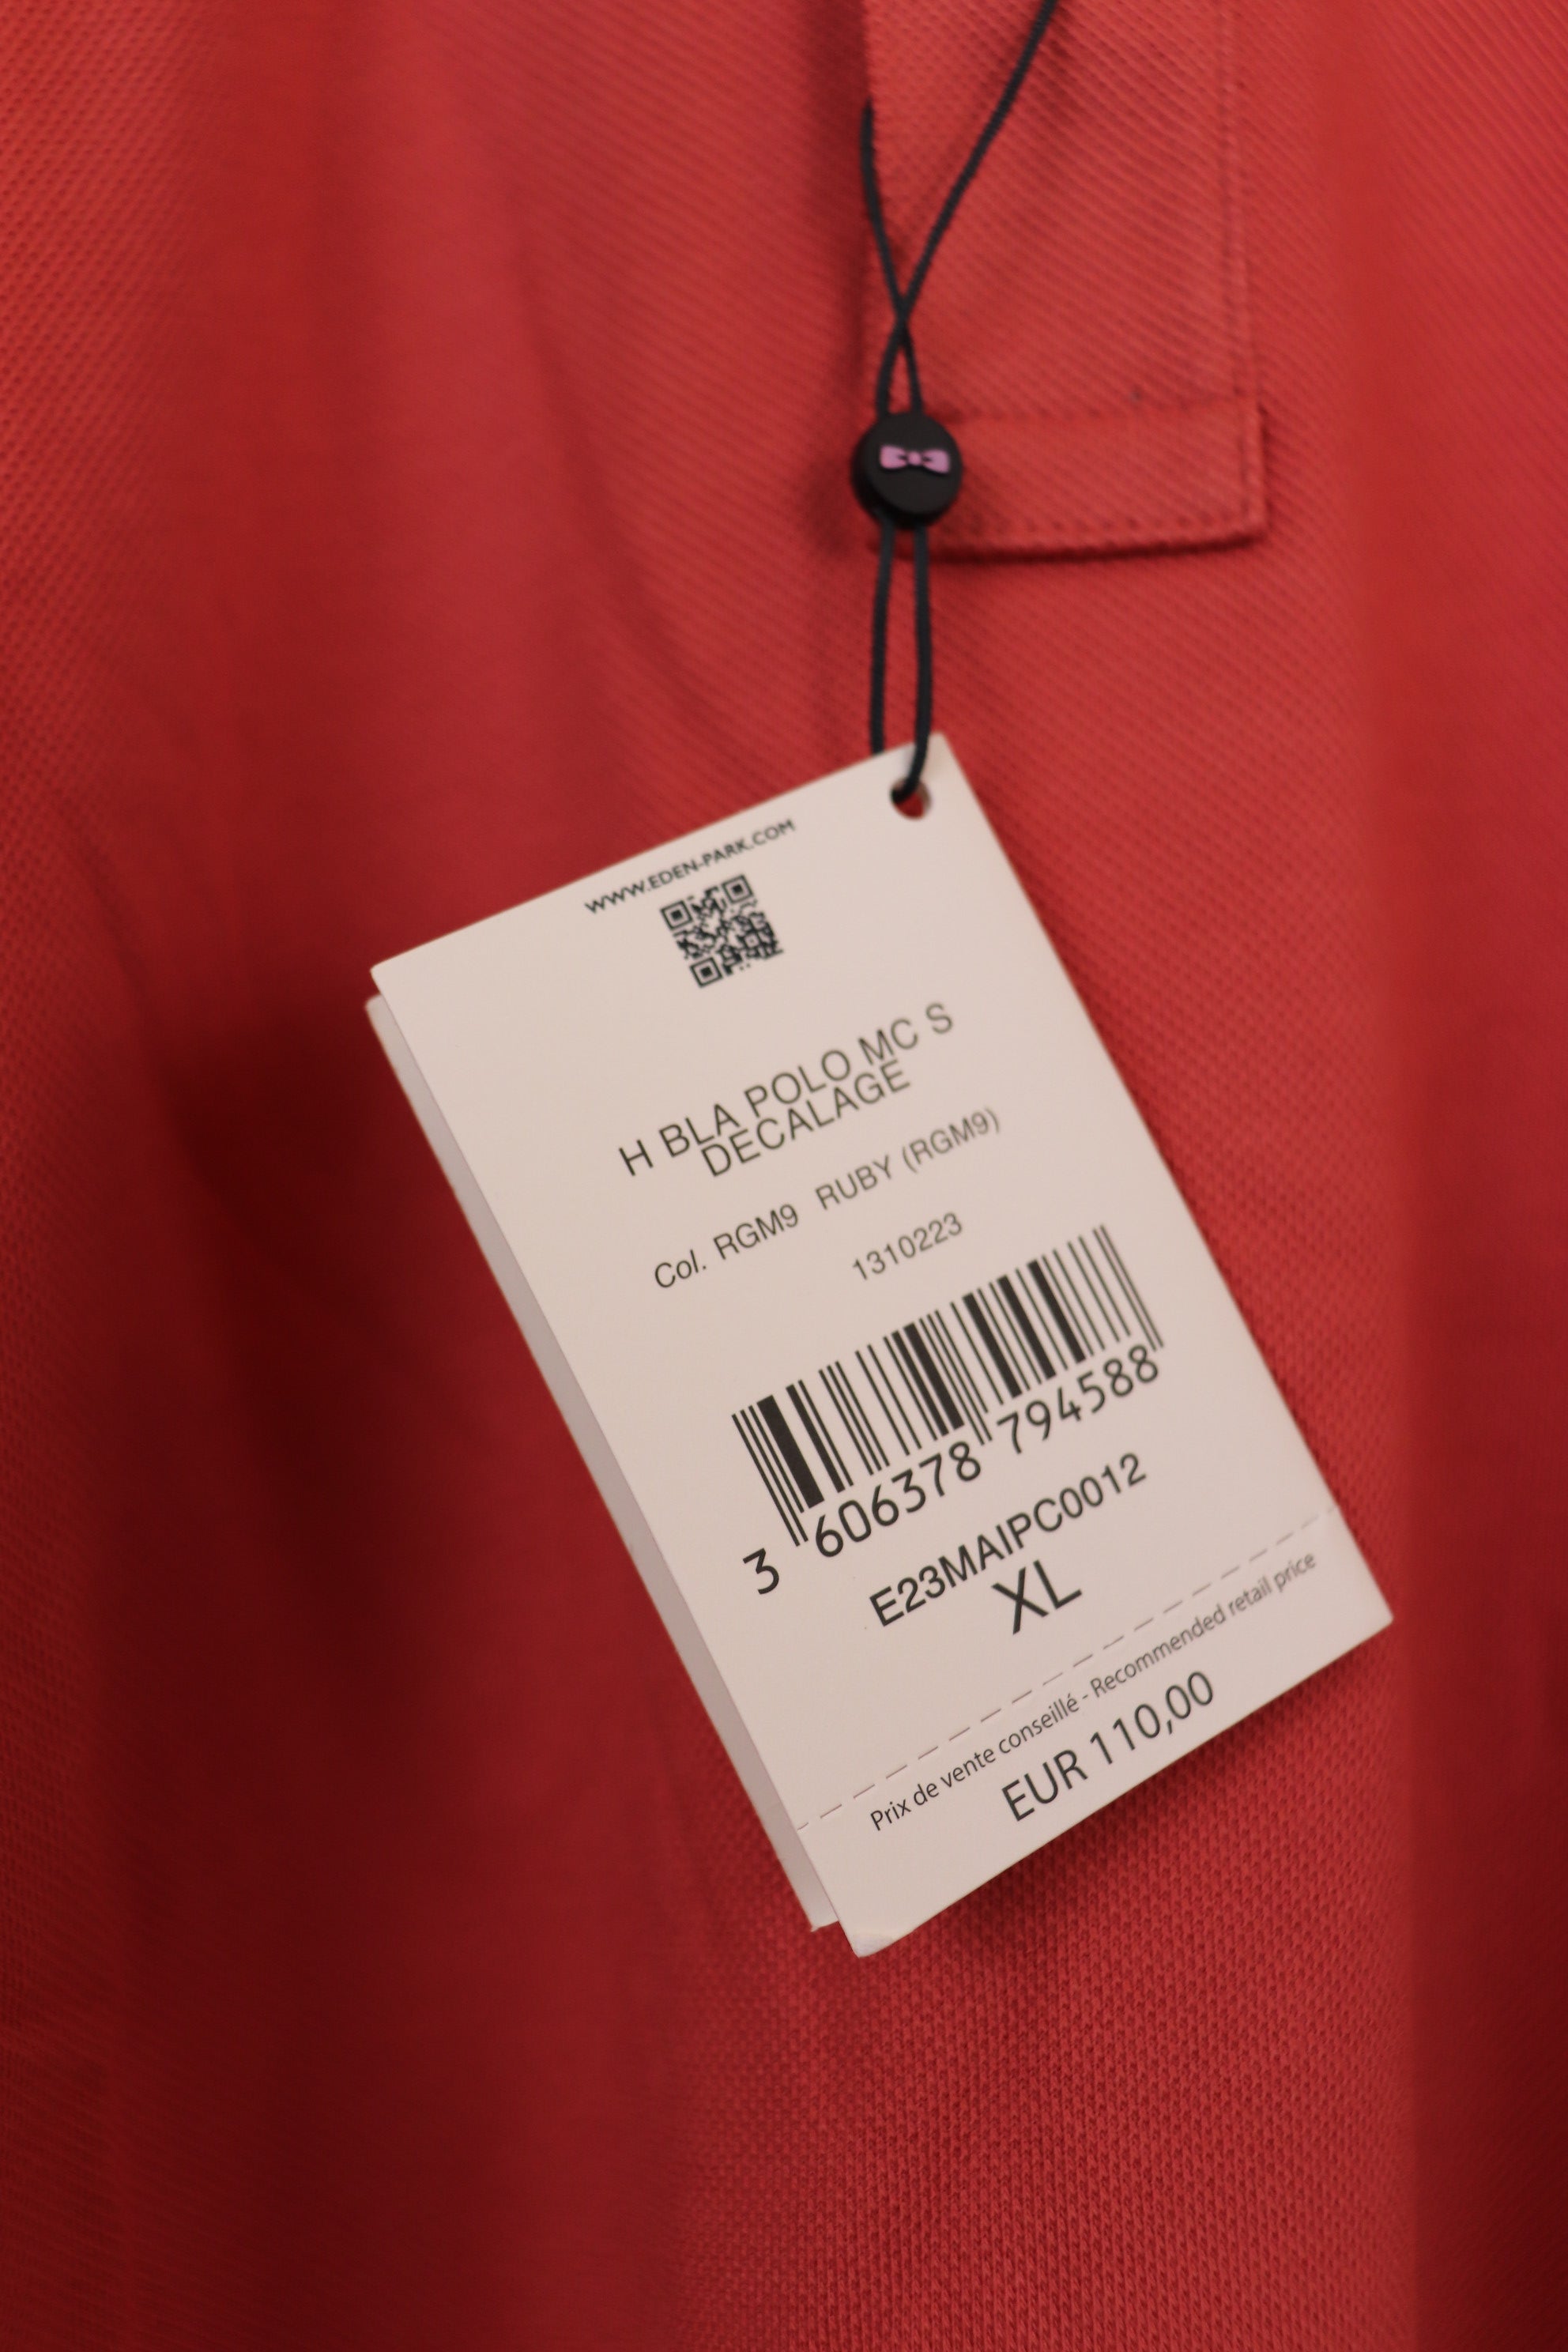 WWW.EDEN-PARK.COM
H BLA POLO MC S
DECALAGE
Col. RGM9 RUBY (RGM9)
1310223
3 606378 794588
E23MAIPC0012
XL
Prix de vente conseillé - Recommended retail price
EUR 110,00